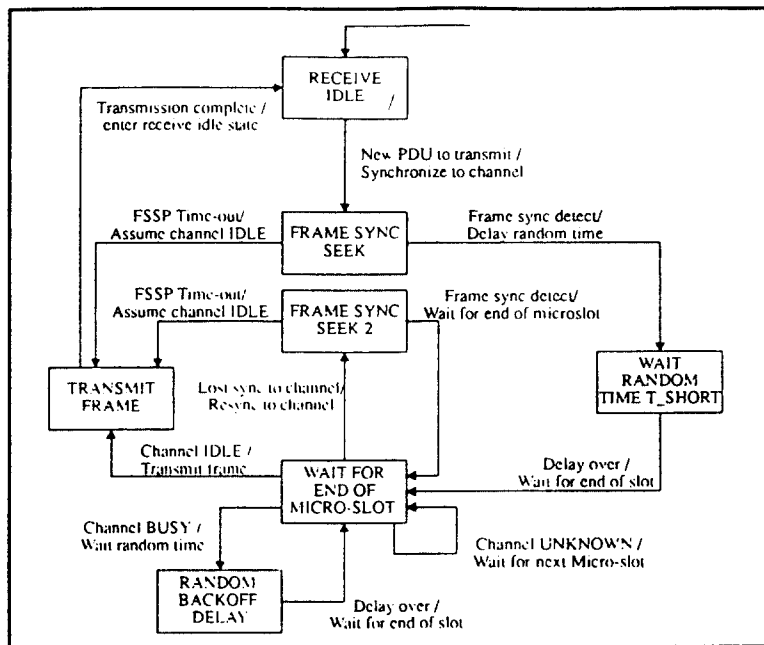 RECEIVE
IDLE /
Transmission complete /
enter receive idle state
New PDU to transmit /
Synchronize to channel
FSSP Time-out/
Assume channel IDLE
FRAME SYNC
SEEK
Frame sync detect/
Delay random time
FSSP Time-out/
Assume channel IDLE
FRAME SYNC
SEEK 2
Frame sync detect/
Wait for end of microslot
TRANSMIT
FRAME
Lost sync to channel/
Resync to channel
WAIT
RANDOM
TIME T_SHORT
Channel IDLE /
Transmit frame
WAIT FOR
END OF
MICRO-SLOT
Delay over /
Wait for end of slot
Channel BUSY /
Wait random time
Channel UNKNOWN /
Wait for next Micro-slot
RANDOM
BACKOFF
DELAY
Delay over /
Wait for end of slot